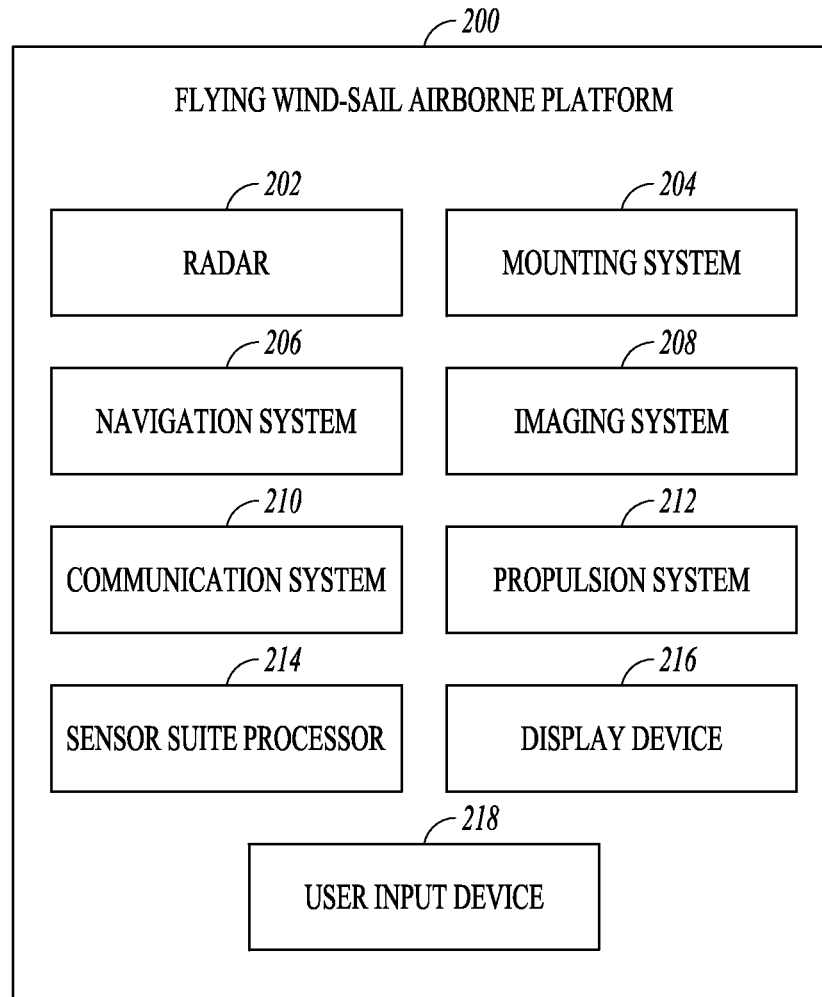 200
FLYING WIND-SAIL AIRBORNE PLATFORM
202
RADAR
204
MOUNTING SYSTEM
206
NAVIGATION SYSTEM
208
IMAGING SYSTEM
210
COMMUNICATION SYSTEM
212
PROPULSION SYSTEM
214
SENSOR SUITE PROCESSOR
216
DISPLAY DEVICE
218
USER INPUT DEVICE